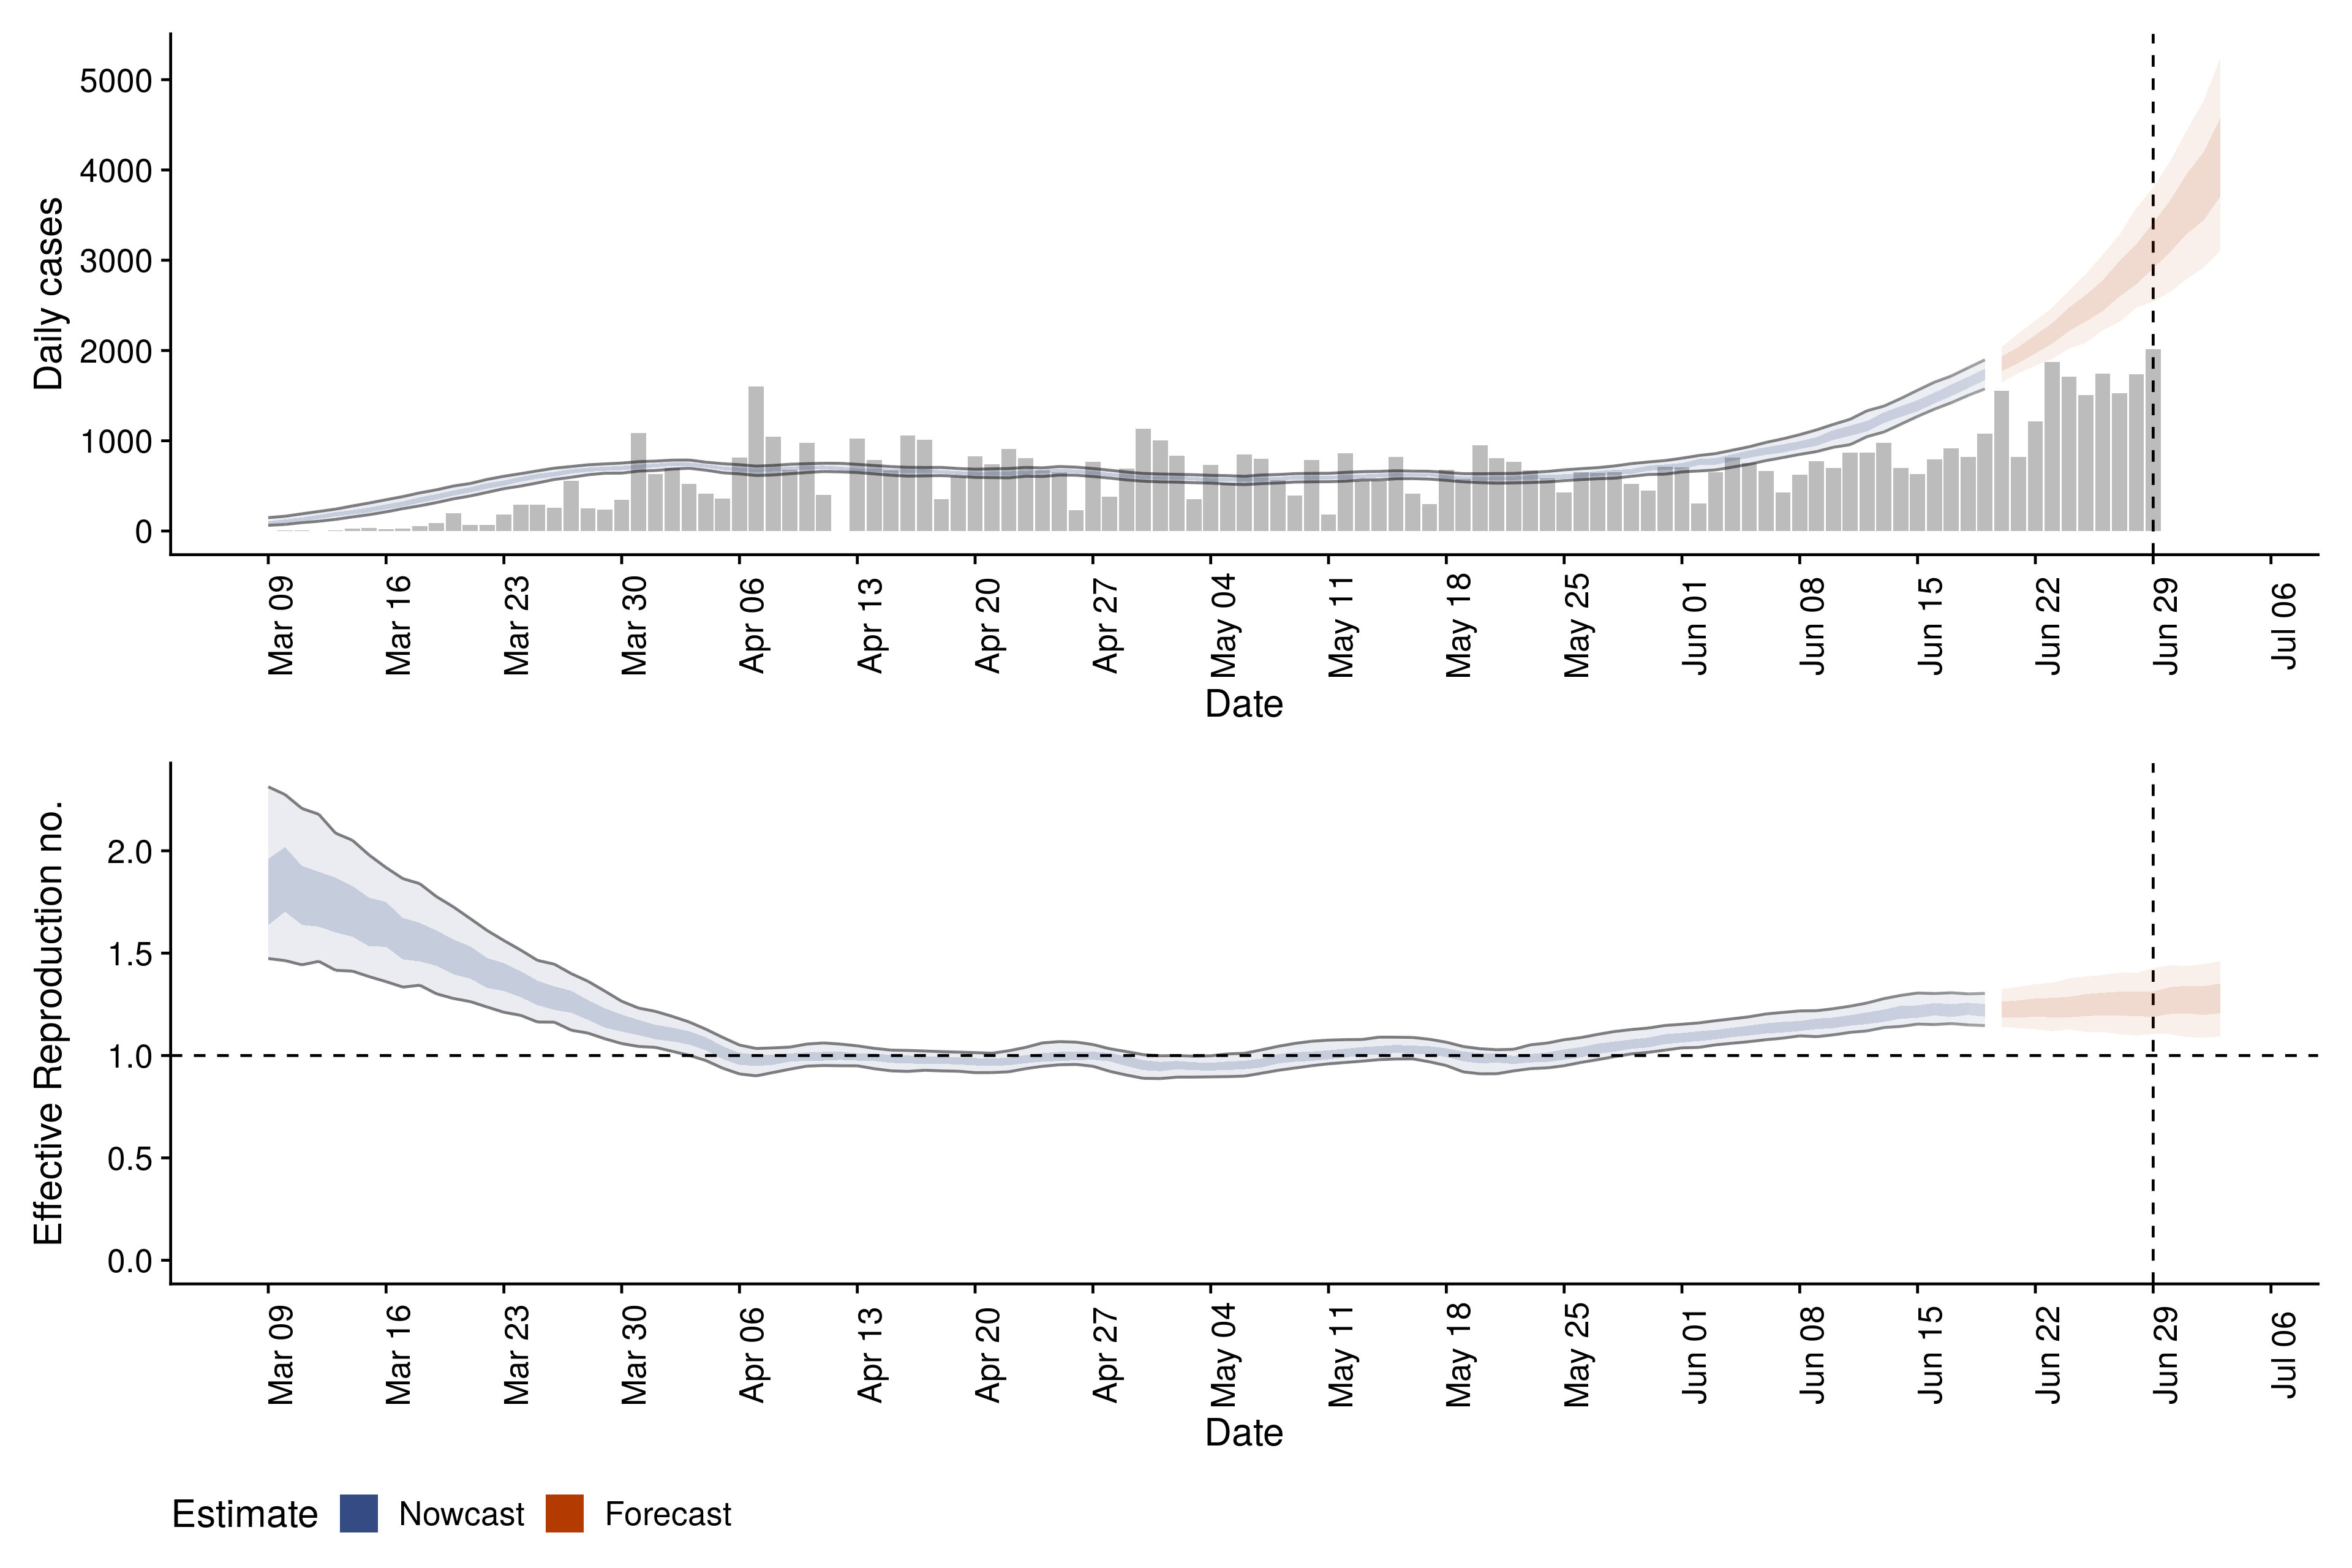 Daily cases
5000
4000
3000
2000
1000
0
Mar 09
Mar 16
Mar 23
Mar 30
Apr 06
Apr 13
Apr 20
Apr 27
May 04
May 11
May 18
May 25
Jun 01
Jun 08
Jun 15
Jun 22
Jun 29
Jul 06
Date
Effective Reproduction no.
2.0
1.5
1.0
0.5
0.0
Mar 09
Mar 16
Mar 23
Mar 30
Apr 06
Apr 13
Apr 20
Apr 27
May 04
May 11
May 18
May 25
Jun 01
Jun 08
Jun 15
Jun 22
Jun 29
Jul 06
Date
Estimate Nowcast Forecast